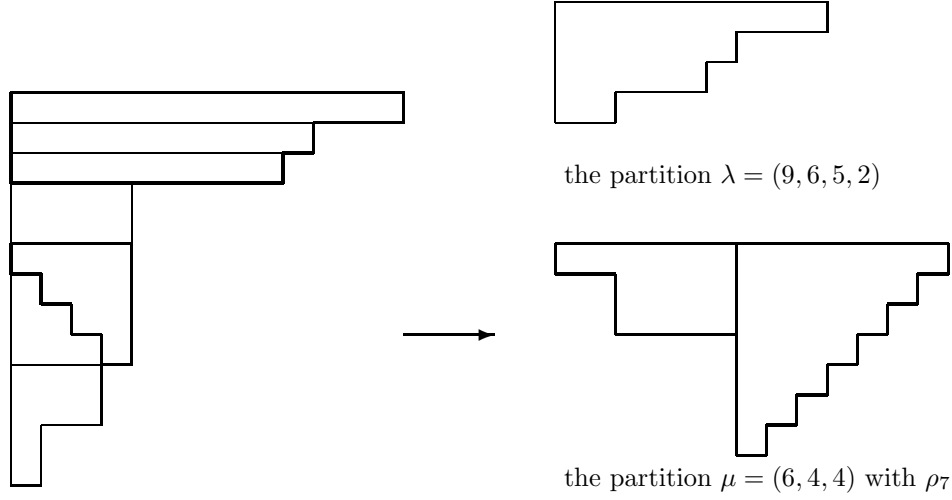 the partition λ = (9, 6, 5, 2)
the partition μ = (6, 4, 4) with ρ₇